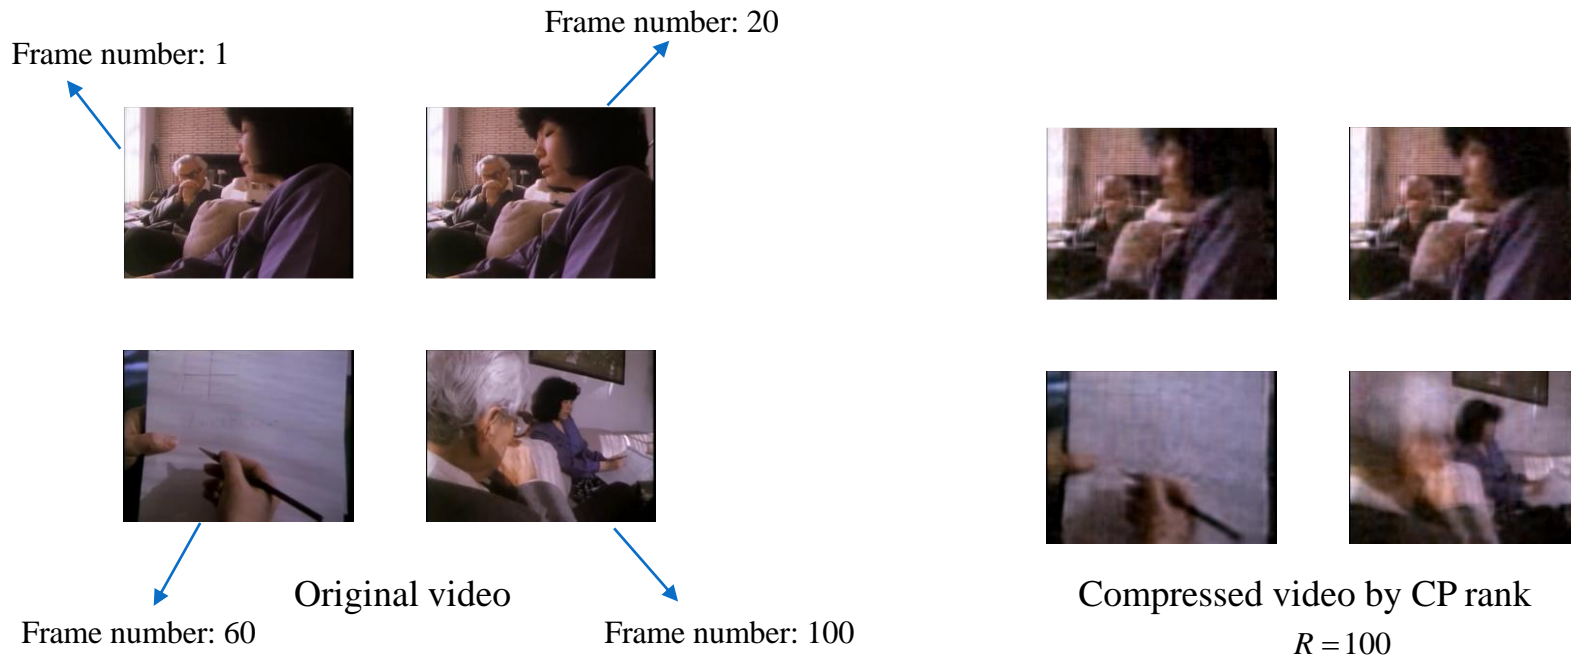 Frame number: 20
Frame number: 1
Original video
Compressed video by CP rank
Frame number: 60
Frame number: 100
R = 100